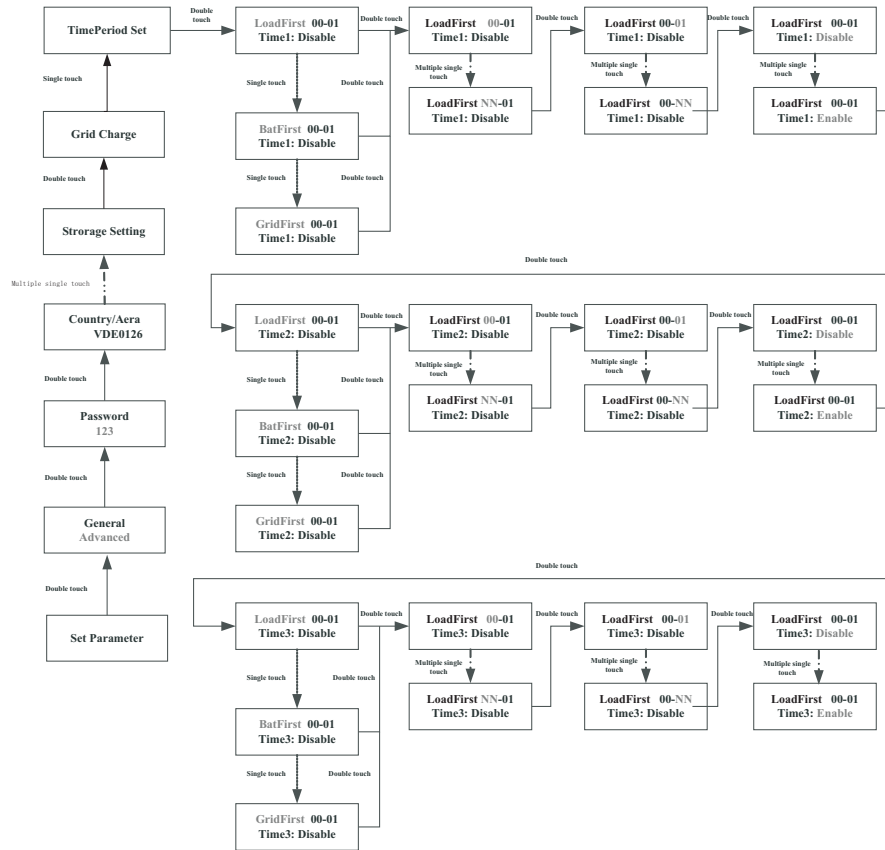 TimePeriod Set
Double
touch
LoadFirst 00-01
Time1: Disable
Double touch
LoadFirst 00-01
Time1: Disable
Double touch
LoadFirst 00-01
Time1: Disable
Double touch
LoadFirst 00-01
Time1: Disable
Single touch
Single touch
Double touch
Multiple single
touch
Multiple single
touch
Multiple single
touch
LoadFirst NN-01
Time1: Disable
LoadFirst 00-NN
Time1: Disable
LoadFirst 00-01
Time1: Enable
Grid Charge
BatFirst 00-01
Time1: Disable
Double touch
Single touch
Double touch
Strorage Setting
GridFirst 00-01
Time1: Disable
Multiple single touch
Double touch
Country/Aera
VDE0126
LoadFirst 00-01
Time2: Disable
Double touch
LoadFirst 00-01
Time2: Disable
Double touch
LoadFirst 00-01
Time2: Disable
Double touch
LoadFirst 00-01
Time2: Disable
Double touch
Single touch
Double touch
Multiple single
touch
Multiple single
touch
Multiple single
touch
LoadFirst NN-01
Time2: Disable
LoadFirst 00-NN
Time2: Disable
LoadFirst 00-01
Time2: Enable
Password
123
BatFirst 00-01
Time2: Disable
Double touch
Single touch
Double touch
General
Advanced
GridFirst 00-01
Time2: Disable
Double touch
Double touch
Set Parameter
LoadFirst 00-01
Time3: Disable
Double touch
LoadFirst 00-01
Time3: Disable
Double touch
LoadFirst 00-01
Time3: Disable
Double touch
LoadFirst 00-01
Time3: Disable
Single touch
Double touch
Multiple single
touch
Multiple single
touch
Multiple single
touch
LoadFirst NN-01
Time3: Disable
LoadFirst 00-NN
Time3: Disable
LoadFirst 00-01
Time3: Enable
BatFirst 00-01
Time3: Disable
Single touch
Double touch
GridFirst 00-01
Time3: Disable